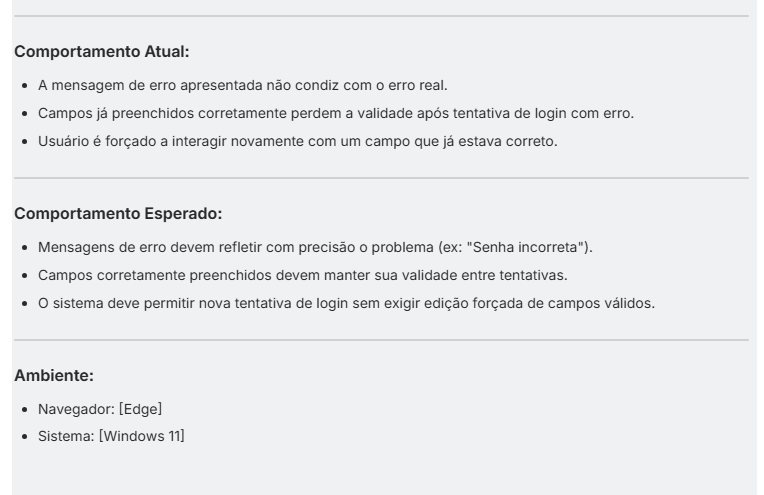 Comportamento Atual:
• A mensagem de erro apresentada não condiz com o erro real.
• Campos já preenchidos corretamente perdem a validade após tentativa de login com erro.
• Usuário é forçado a interagir novamente com um campo que já estava correto.
Comportamento Esperado:
• Mensagens de erro devem refletir com precisão o problema (ex: "Senha incorreta").
• Campos corretamente preenchidos devem manter sua validade entre tentativas.
• O sistema deve permitir nova tentativa de login sem exigir edição forçada de campos válidos.
Ambiente:
• Navegador: [Edge]
• Sistema: [Windows 11]